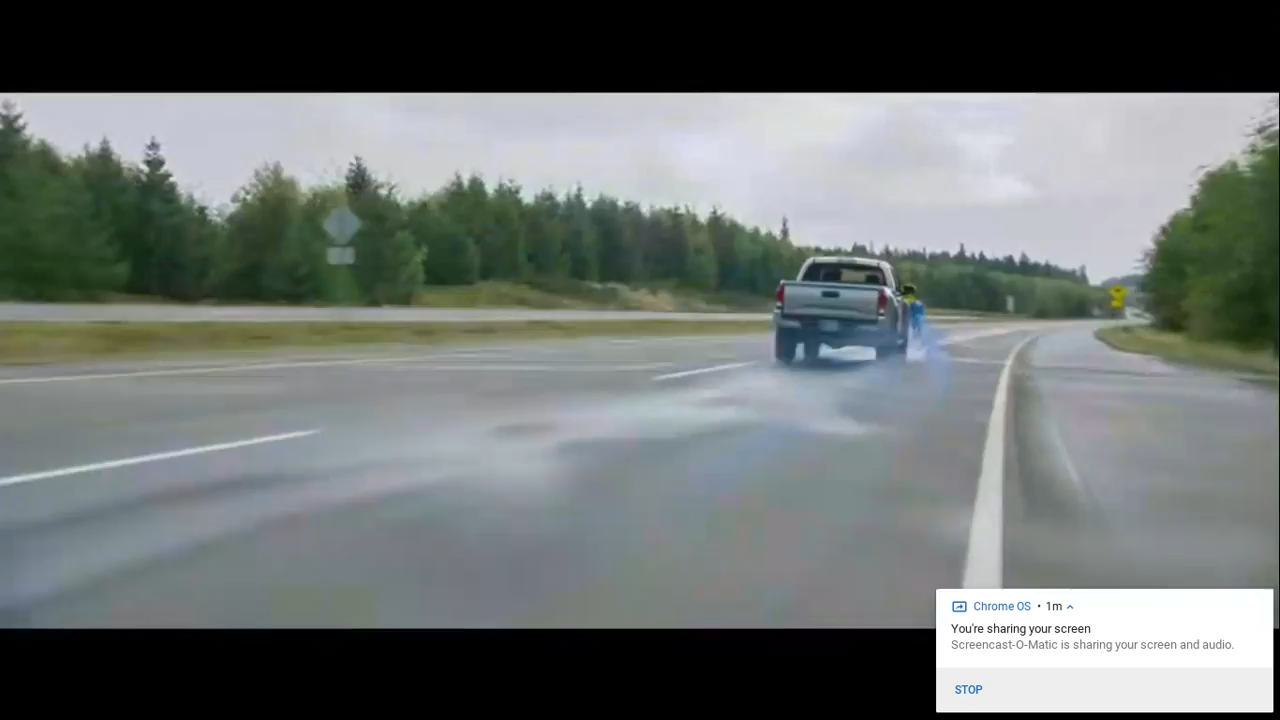 Chrome OS • 1m
You're sharing your screen
Screencast-O-Matic is sharing your screen and audio.
STOP